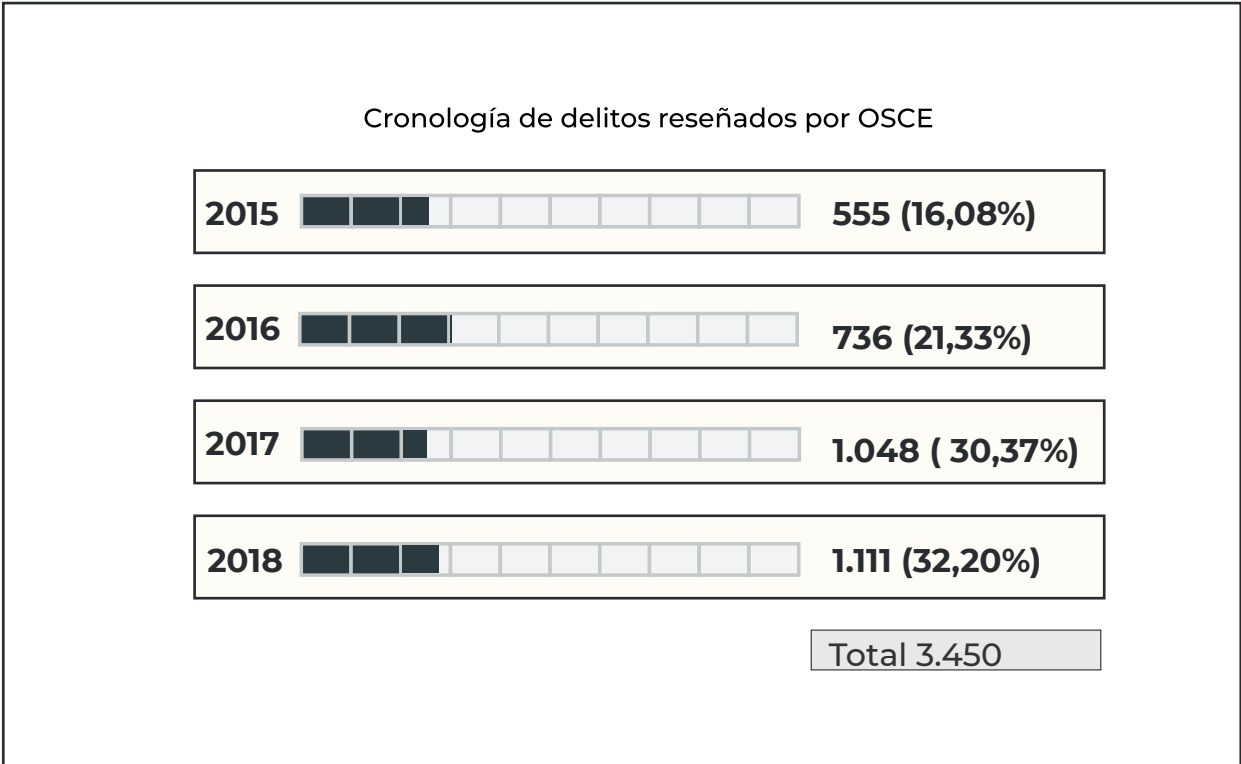 Cronología de delitos reseñados por OSCE
2015 555 (16,08%)
2016 736 (21,33%)
2017 1.048 ( 30,37%)
2018 1.111 (32,20%)
Total 3.450